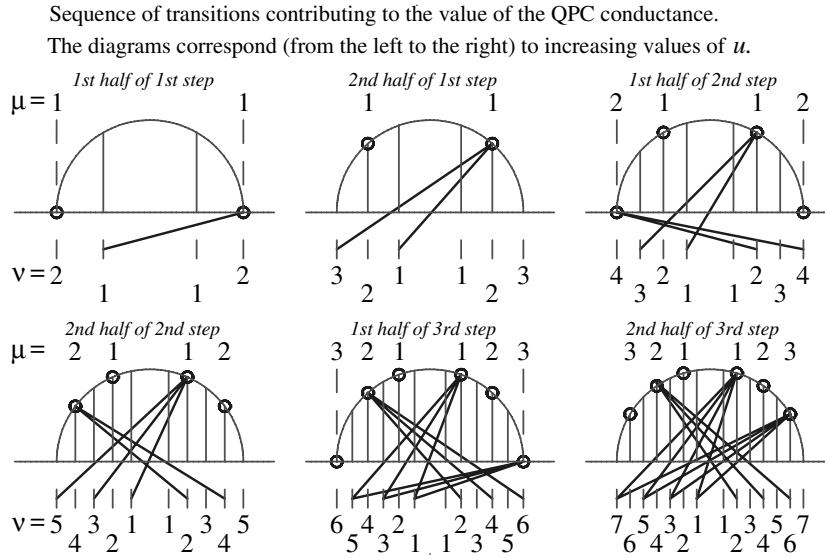 Sequence of transitions contributing to the value of the QPC conductance.
The diagrams correspond (from the left to the right) to increasing values of u.
1st half of 1st step
2nd half of 1st step
1st half of 2nd step
μ = 1 1
1 1
2 1 1 2
ν = 2 1 1 2
3 2 1 1 2 3
4 3 2 1 1 2 3 4
2nd half of 2nd step
1st half of 3rd step
2nd half of 3rd step
μ = 2 1 1 2
3 2 1 1 2 3
3 2 1 1 2 3
ν = 5 4 3 2 1 1 2 3 4 5
6 5 4 3 2 1 1 2 3 4 5 6
7 6 5 4 3 2 1 1 2 3 4 5 6 7